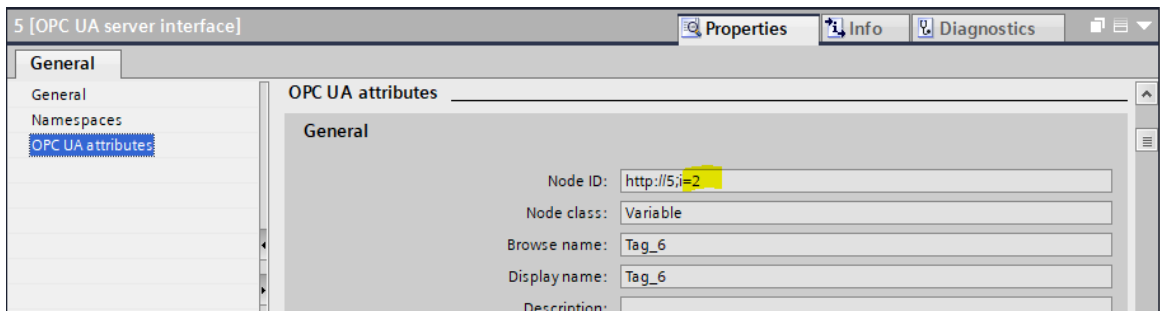 5 [OPC UA server interface]
Properties
Info
Diagnostics
General
General
Namespaces
OPC UA attributes
OPC UA attributes
General
Node ID: http://5;i=2
Node class: Variable
Browse name: Tag_6
Display name: Tag_6
Description: